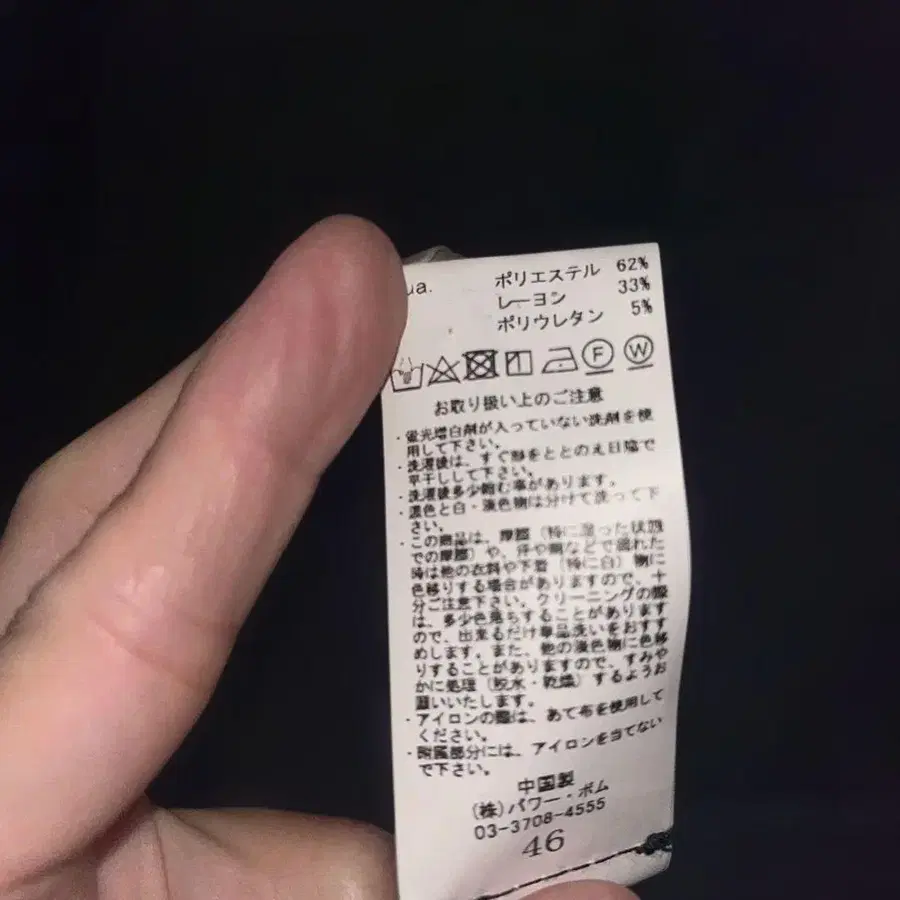 ua.
ポリエステル 62%
レーヨン 33%
ポリウレタン 5%
F W
お取り扱い上のご注意
・蛍光増白剤が入っていない洗剤を使
用して下さい。
・洗濯後は、すぐ形をととのえ日陰で
平干しして下さい。
・洗濯後多少縮む事があります。
・濃色と白・淡色物は分けて洗って下
さい。
・この商品は、摩擦（特に湿った状態
での摩擦）や、汗や雨などで濡れた
時は他の衣料や下着（特に白）物に
色移りする場合がありますので、十
分ご注意下さい。クリーニングの際
は、多少色落ちすることがあります
ので、出来るだけ単品洗いをおすす
めします。また、他の淡色物に色移
りすることがありますので、すみや
かに処理（脱水・乾燥）するようお
願いいたします。
・アイロンの際は、あて布を使用して
ください。
・附属部分には、アイロンを当てない
で下さい。
中国製
（株）パワー・ボム
03-3708-4555
46